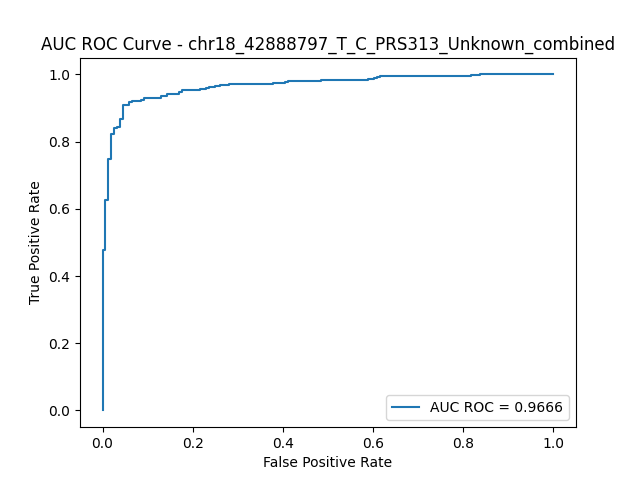 AUC ROC Curve - chr18_42888797_T_C_PRS313_Unknown_combined
1.0
0.8
0.6
0.4
0.2
0.0
True Positive Rate
AUC ROC = 0.9666
0.0 0.2 0.4 0.6 0.8 1.0
False Positive Rate